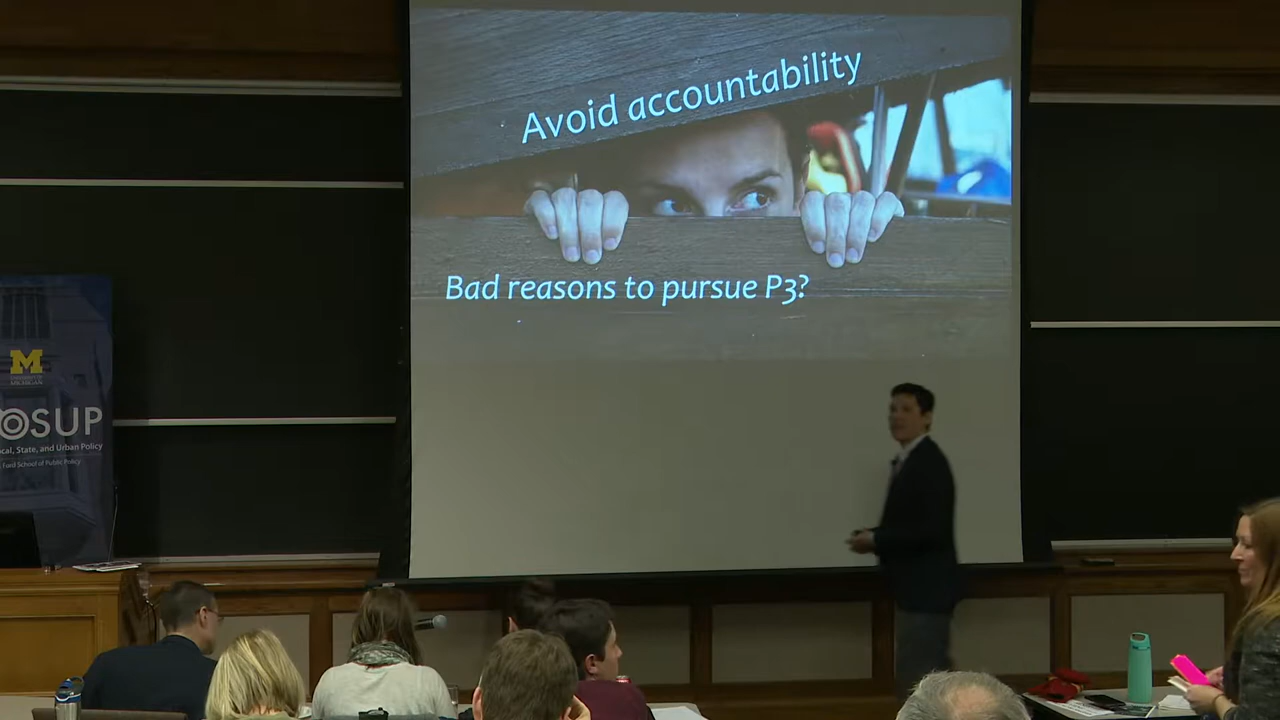 Avoid accountability
Bad reasons to pursue P3?
M
OSUP
cal, State, and Urban Policy
Ford School of Public Policy